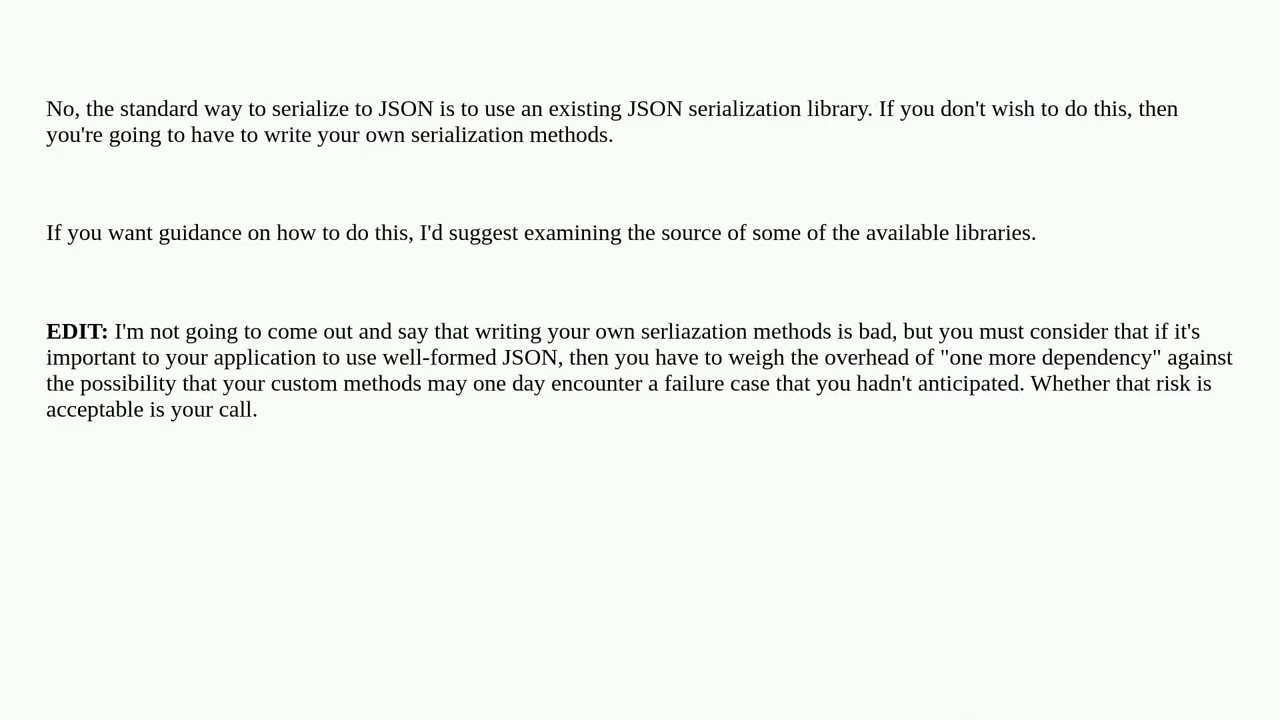 No, the standard way to serialize to JSON is to use an existing JSON serialization library. If you don't wish to do this, then
you're going to have to write your own serialization methods.
If you want guidance on how to do this, I'd suggest examining the source of some of the available libraries.
EDIT: I'm not going to come out and say that writing your own serliazation methods is bad, but you must consider that if it's
important to your application to use well-formed JSON, then you have to weigh the overhead of "one more dependency" against
the possibility that your custom methods may one day encounter a failure case that you hadn't anticipated. Whether that risk is
acceptable is your call.